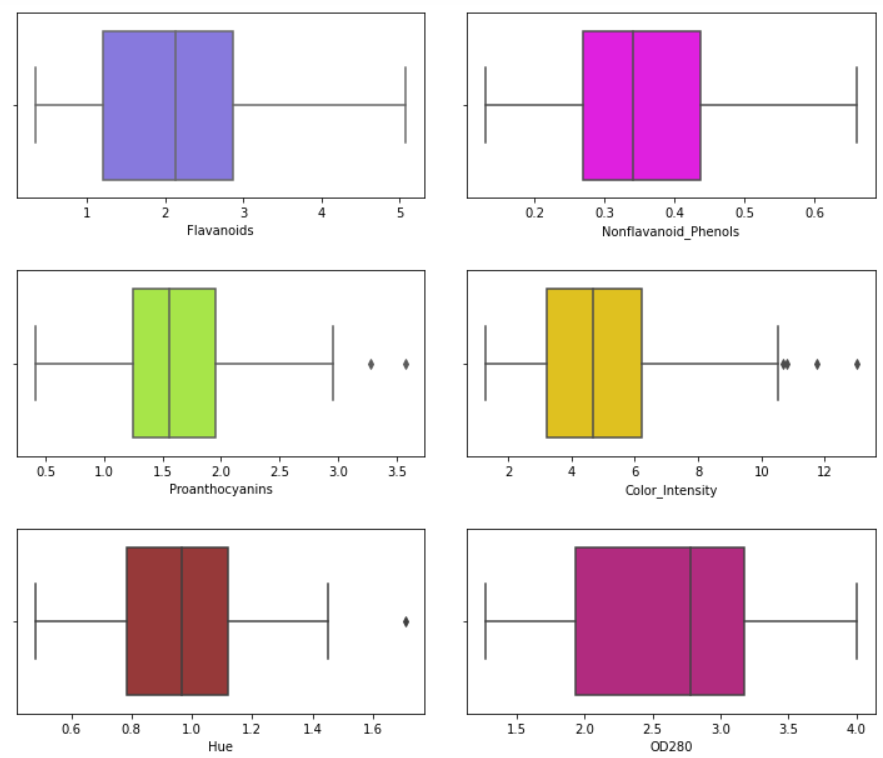 1 2 3 4 5
Flavanoids
0.2 0.3 0.4 0.5 0.6
Nonflavanoid_Phenols
0.5 1.0 1.5 2.0 2.5 3.0 3.5
Proanthocyanins
2 4 6 8 10 12
Color_Intensity
0.6 0.8 1.0 1.2 1.4 1.6
Hue
1.5 2.0 2.5 3.0 3.5 4.0
OD280